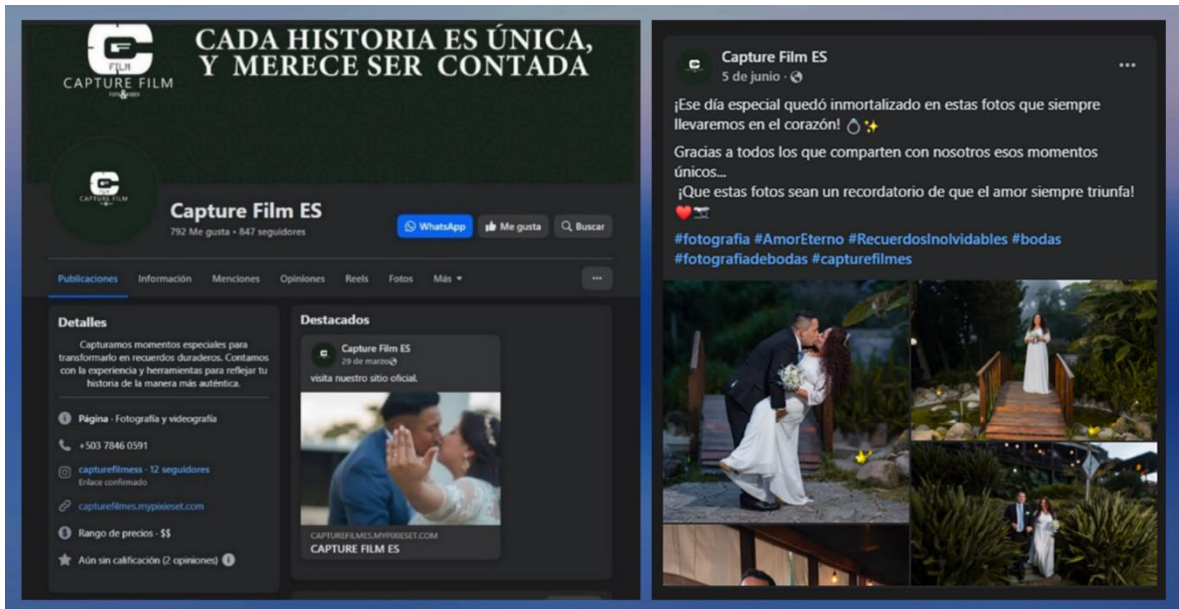 CADA HISTORIA ES ÚNICA,
Y MERECE SER CONTADA
FILM
CAPTURE FILM
CAPTURE FILM
Capture Film ES
792 Me gusta • 847 seguidores
WhatsApp
Me gusta
Buscar
Publicaciones Información Menciones Opiniones Reels Fotos Más
Detalles
Capturamos momentos especiales para
transformarlo en recuerdos duraderos. Contamos
con la experiencia y herramientas para reflejar tu
historia de la manera más auténtica.
Página · Fotografía y videografía
+503 7846 0591
capturefilmess · 12 seguidores
Enlace confirmado
capturefilmes.mypixieset.com
Rango de precios · $$
Aún sin calificación (2 opiniones)
Destacados
Capture Film ES
29 de marzo
visita nuestro sitio oficial.
CAPTUREFILMES.MYPIXIESET.COM
CAPTURE FILM ES
Capture Film ES
5 de junio ·
¡Ese día especial quedó inmortalizado en estas fotos que siempre
llevaremos en el corazón! 💍✨
Gracias a todos los que comparten con nosotros esos momentos
únicos...
¡Que estas fotos sean un recordatorio de que el amor siempre triunfa!
❤️📷
#fotografia #AmorEterno #RecuerdosInolvidables #bodas
#fotografiadebodas #capturefilmes